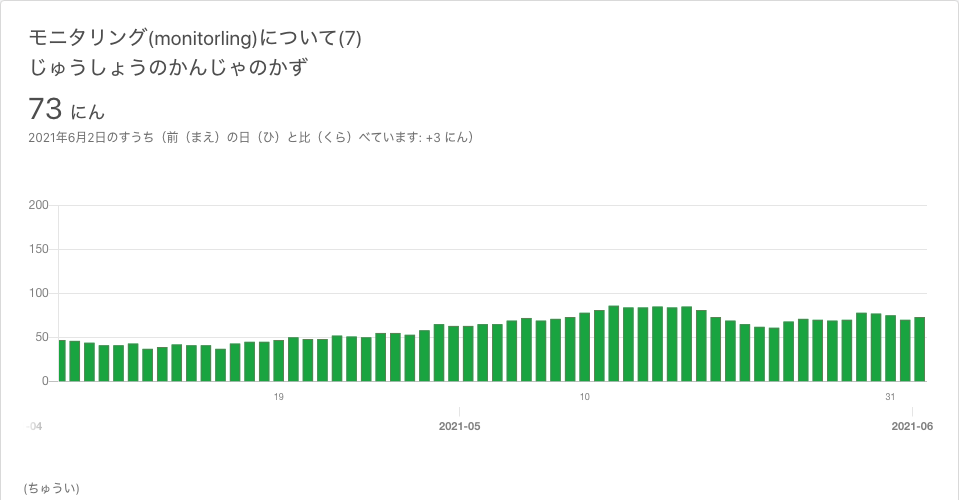 モニタリング(monitorling)について(7)
じゅうしょうのかんじゃのかず
73 にん
2021年6月2日のすうち（前（まえ）の日（ひ）と比（くら）べています: +3 にん）
200
150
100
50
0
19
10
31
-04
2021-05
2021-06
(ちゅうい)